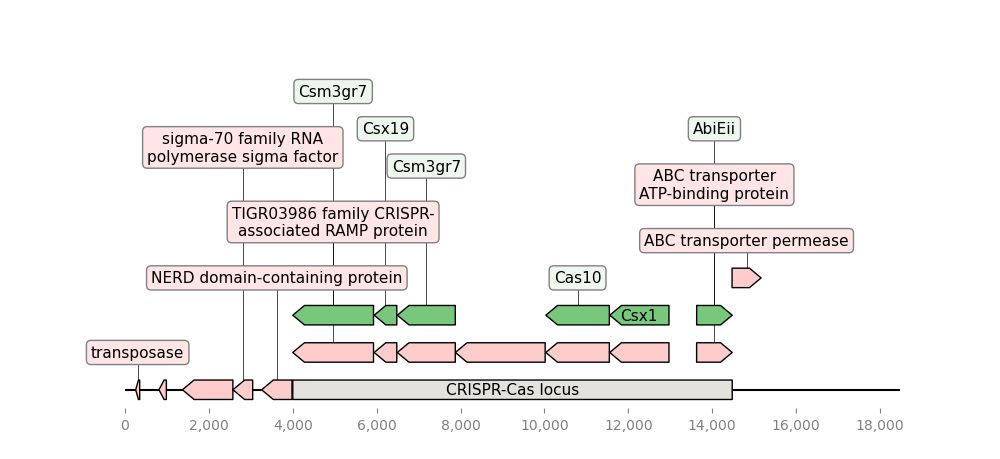 Csm3gr7
Csx19
AbiEii
sigma-70 family RNA
polymerase sigma factor
Csm3gr7
ABC transporter
ATP-binding protein
TIGR03986 family CRISPR-
associated RAMP protein
ABC transporter permease
NERD domain-containing protein
Cas10
Csx1
transposase
CRISPR-Cas locus
0
2,000
4,000
6,000
8,000
10,000
12,000
14,000
16,000
18,000